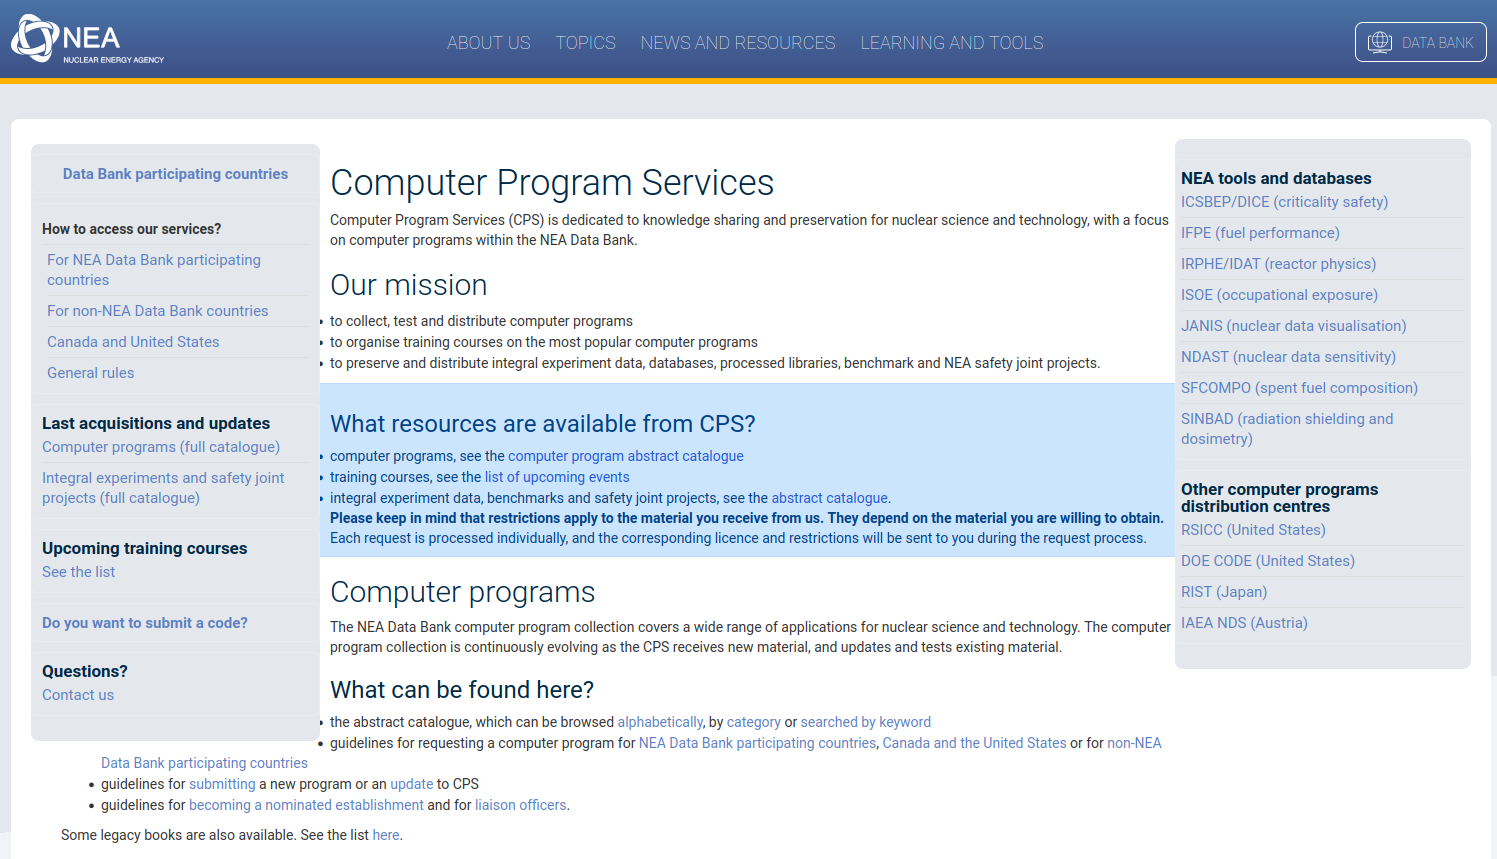 NEA
NUCLEAR ENERGY AGENCY
ABOUT US TOPICS NEWS AND RESOURCES LEARNING AND TOOLS
DATA BANK
Data Bank participating countries
How to access our services?
For NEA Data Bank participating
countries
For non-NEA Data Bank countries
Canada and United States
General rules
Last acquisitions and updates
Computer programs (full catalogue)
Integral experiments and safety joint
projects (full catalogue)
Upcoming training courses
See the list
Do you want to submit a code?
Questions?
Contact us
Computer Program Services
Computer Program Services (CPS) is dedicated to knowledge sharing and preservation for nuclear science and technology, with a focus
on computer programs within the NEA Data Bank.
Our mission
• to collect, test and distribute computer programs
• to organise training courses on the most popular computer programs
• to preserve and distribute integral experiment data, databases, processed libraries, benchmark and NEA safety joint projects.
What resources are available from CPS?
• computer programs, see the computer program abstract catalogue
• training courses, see the list of upcoming events
• integral experiment data, benchmarks and safety joint projects, see the abstract catalogue.
Please keep in mind that restrictions apply to the material you receive from us. They depend on the material you are willing to obtain.
Each request is processed individually, and the corresponding licence and restrictions will be sent to you during the request process.
Computer programs
The NEA Data Bank computer program collection covers a wide range of applications for nuclear science and technology. The computer
program collection is continuously evolving as the CPS receives new material, and updates and tests existing material.
What can be found here?
• the abstract catalogue, which can be browsed alphabetically, by category or searched by keyword
• guidelines for requesting a computer program for NEA Data Bank participating countries, Canada and the United States or for non-NEA
Data Bank participating countries
• guidelines for submitting a new program or an update to CPS
• guidelines for becoming a nominated establishment and for liaison officers.
Some legacy books are also available. See the list here.
NEA tools and databases
ICSBEP/DICE (criticality safety)
IFPE (fuel performance)
IRPHE/IDAT (reactor physics)
ISOE (occupational exposure)
JANIS (nuclear data visualisation)
NDAST (nuclear data sensitivity)
SFCOMPO (spent fuel composition)
SINBAD (radiation shielding and
dosimetry)
Other computer programs
distribution centres
RSICC (United States)
DOE CODE (United States)
RIST (Japan)
IAEA NDS (Austria)